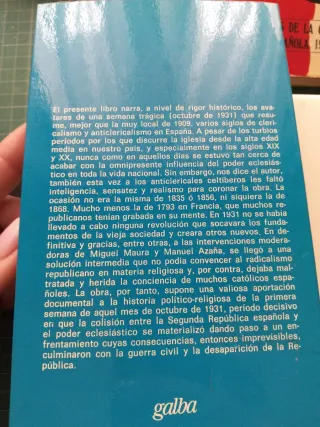 S DE LA G
PAÑOLA, 19
El presente libro narra, a nivel de rigor histórico, los ava-
tares de una semana trágica (octubre de 1931) que resu-
me, mejor que la muy local de 1909, varios siglos de cleri-
calismo y anticlericalismo en España. A pesar de los turbios
períodos por los que discurre la iglesia desde la alta edad
media en nuestro país, y especialmente en los siglos XIX
y XX, nunca como en aquellos días se estuvo tan cerca de
acabar con la omnipresente influencia del poder eclesiás-
tico en toda la vida nacional. Sin embargo, nos dice el autor,
también esta vez a los anticlericales celtíberos les faltó
inteligencia, sensatez y realismo para coronar la obra. La
ocasión no era la misma de 1835 ó 1856, ni siquiera la de
1868. Mucho menos la de 1793 en Francia, que muchos re-
publicanos tenían grabada en su mente. En 1931 no se había
llevado a cabo ninguna revolución que socavara los funda-
mentos de la vieja sociedad y creara otros nuevos. En de-
finitiva y gracias, entre otras, a las intervenciones modera-
doras de Miguel Maura y Manuel Azaña, se llegó a una
solución intermedia que no podía convencer al radicalismo
republicano en materia religiosa y, por contra, dejaba mal-
tratada y herida la conciencia de muchos católicos espa-
ñoles. La obra, por tanto, supone una valiosa aportación
documental a la historia político-religiosa de la primera
semana de aquel mes de octubre de 1931, período decisivo
en que la colisión entre la Segunda República española y
el poder eclesiástico se materializó dando paso a un en-
frentamiento cuyas consecuencias, entonces imprevisibles,
culminaron con la guerra civil y la desaparición de la Re-
pública.
galba